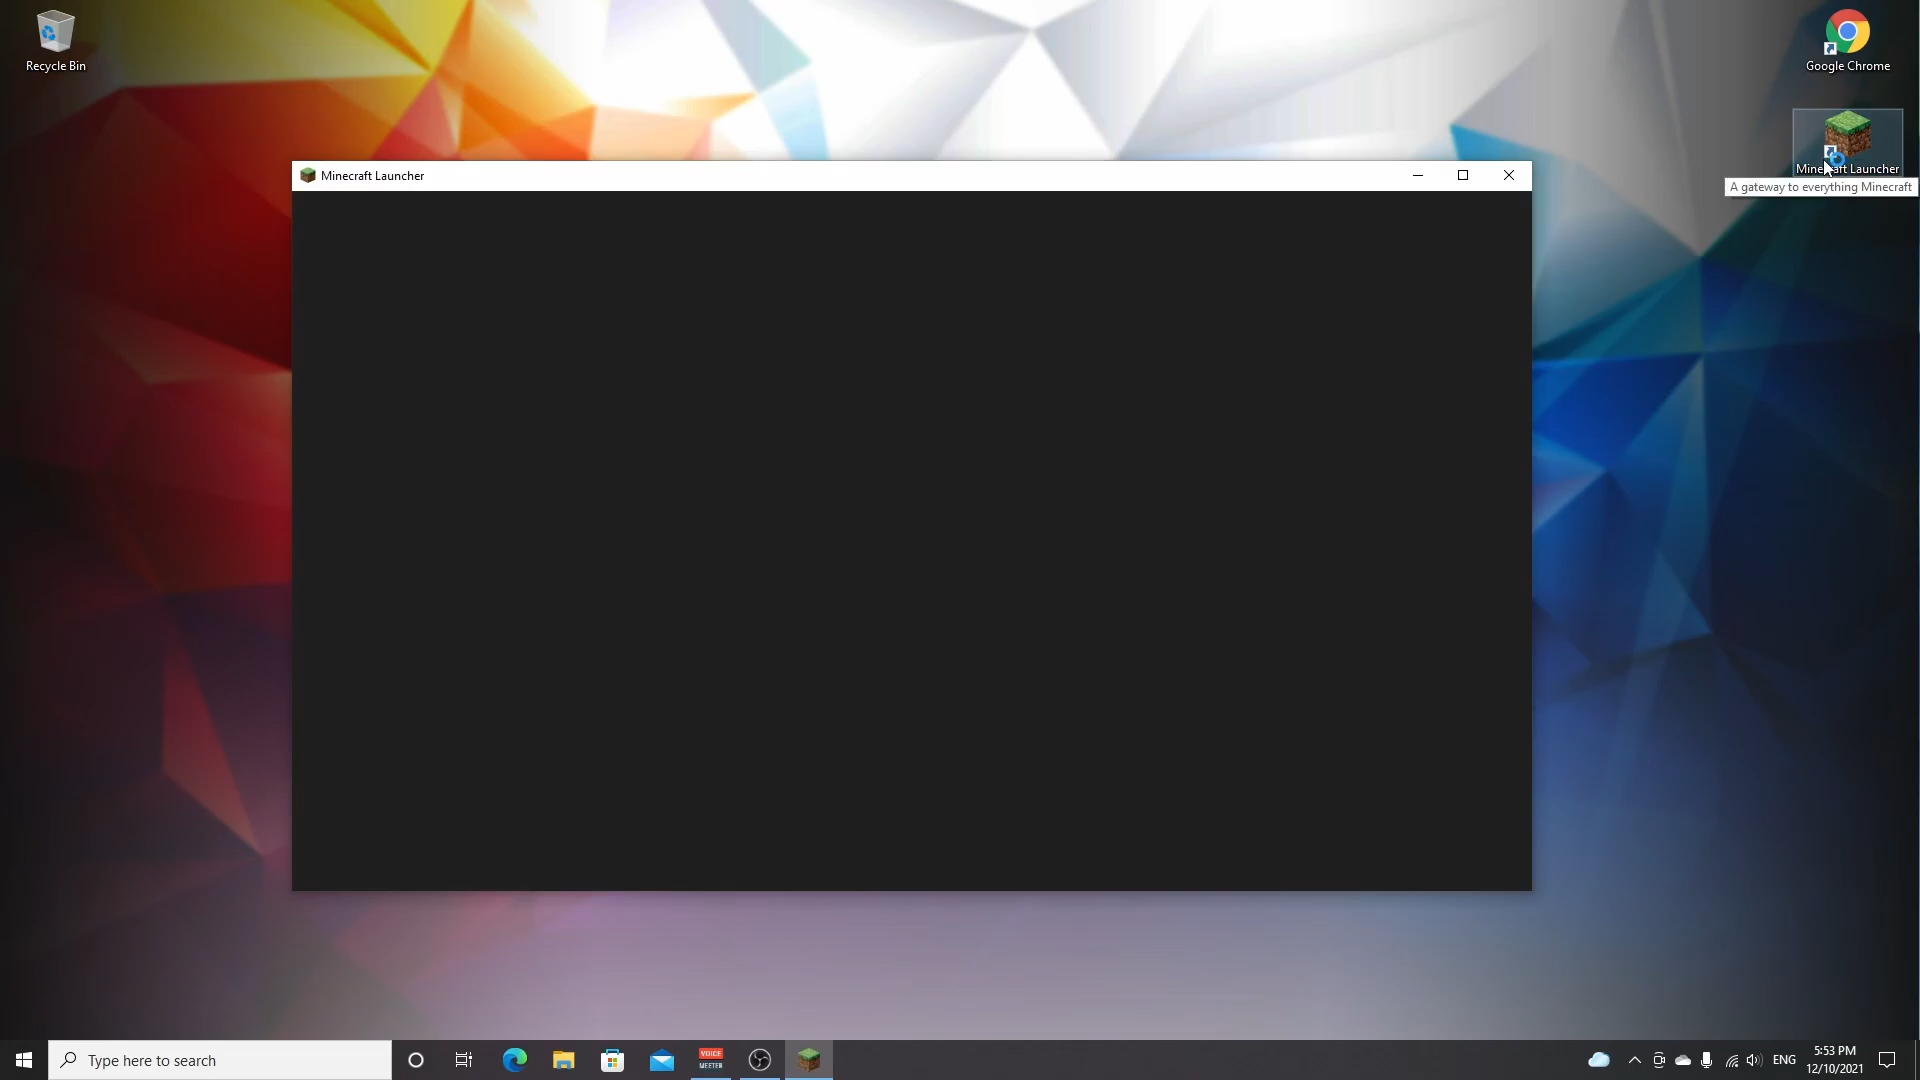 Recycle Bin
Google Chrome
Minecraft Launcher
A gateway to everything Minecraft
Minecraft Launcher
Type here to search
VOICE
MEETER
ENG
5:53 PM
12/10/2021